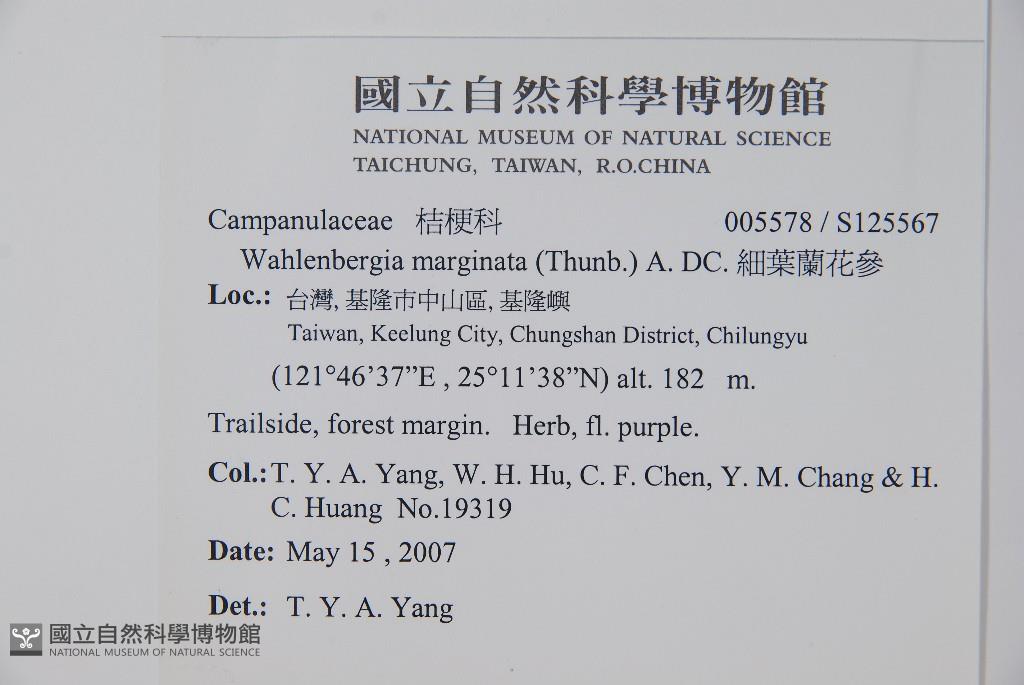 國立自然科學博物館
NATIONAL MUSEUM OF NATURAL SCIENCE
TAICHUNG, TAIWAN, R.O.CHINA
Campanulaceae 桔梗科 005578 / S125567
Wahlenbergia marginata (Thunb.) A. DC. 細葉蘭花參
Loc.: 台灣, 基隆市中山區, 基隆嶼
Taiwan, Keelung City, Chungshan District, Chilungyu
(121°46’37”E , 25°11’38”N) alt. 182 m.
Trailside, forest margin. Herb, fl. purple.
Col.: T. Y. A. Yang, W. H. Hu, C. F. Chen, Y. M. Chang & H.
C. Huang No.19319
Date: May 15 , 2007
Det.: T. Y. A. Yang
國立自然科學博物館
NATIONAL MUSEUM OF NATURAL SCIENCE